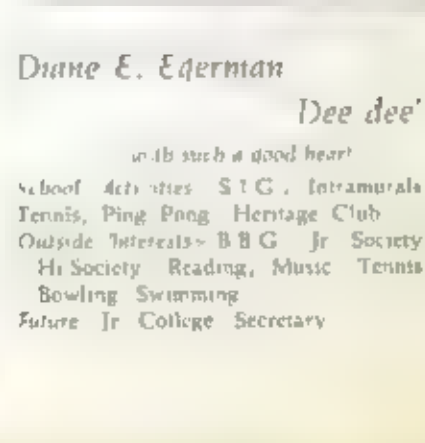 Diane E. Ederman
Dee dee'
with such a good heart
School Activities S T G, Intramurals
Tennis, Ping Pong Heritage Club
Outside Interests- B B G Jr Society
Hi Society Reading, Music Tennis
Bowling Swimming
Future Jr College Secretary